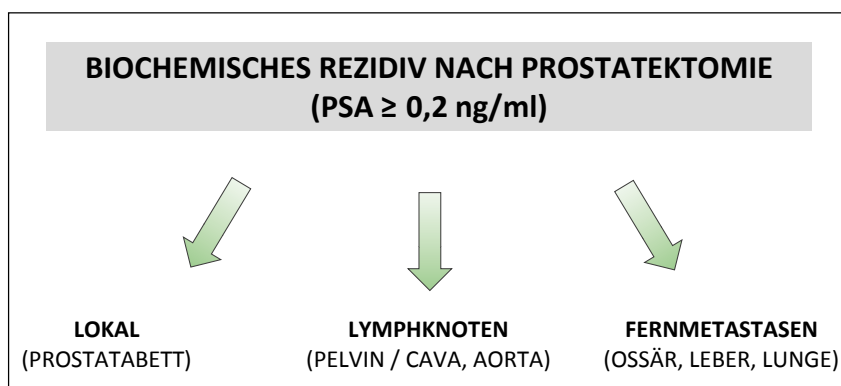 BIOCHEMISCHES REZIDIV NACH PROSTATEKTOMIE
(PSA ≥ 0,2 ng/ml)
LOKAL
(PROSTATABETT)
LYMPHKNOTEN
(PELVIN / CAVA, AORTA)
FERNMETASTASEN
(OSSÄR, LEBER, LUNGE)